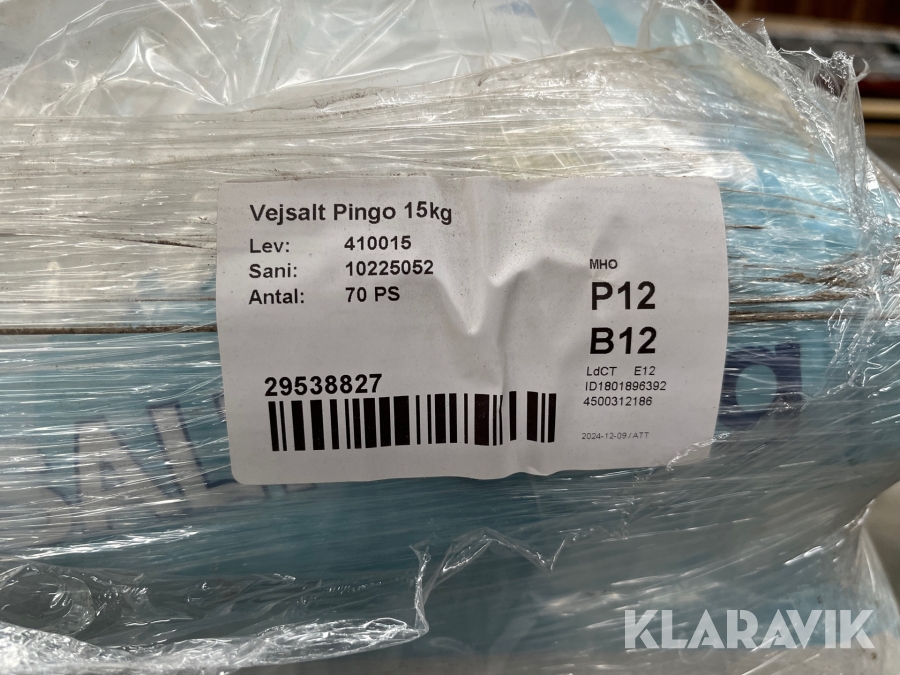 Vejsalt Pingo 15kg
Lev: 410015
Sani: 10225052
Antal: 70 PS
29538827
MHO
P12
B12
LdCT E12
ID1801896392
4500312186
2024-12-09/ATT
KLARAVIK